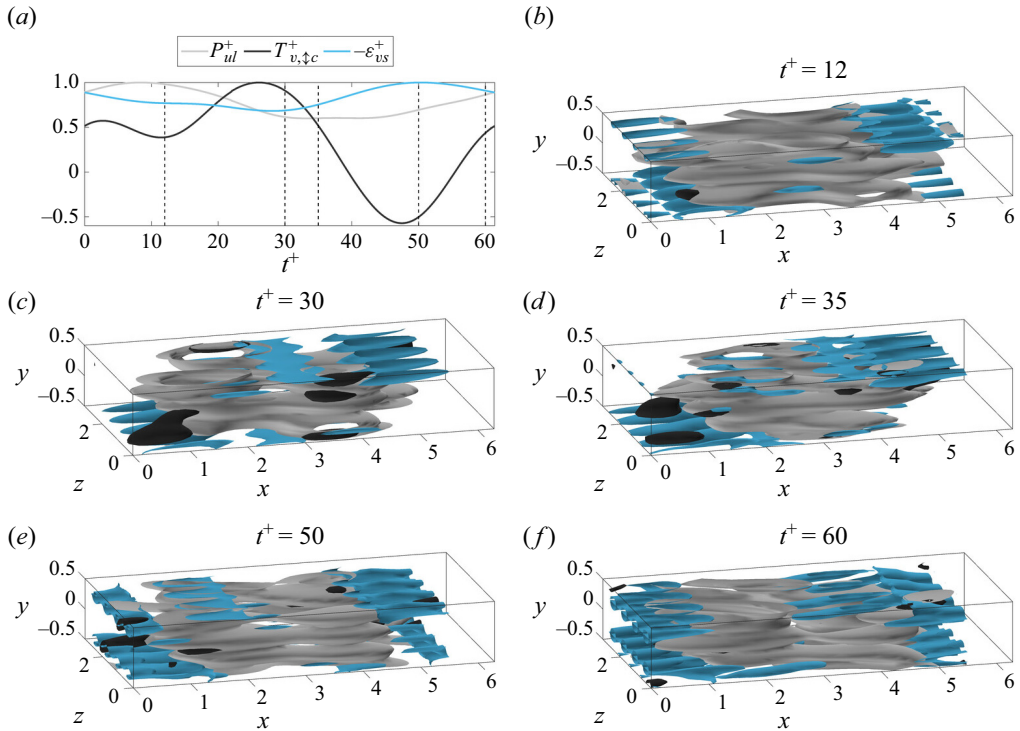 (a)
P⁺ᵤₗ T⁺ᵥ,↕c −ε⁺ᵥₛ
1.0
0.5
0
−0.5
0 10 20 30 40 50 60
t⁺
(b)
t⁺ = 12
0.5
0
−0.5
y
2
0
z
0 1 2 3 4 5 6
x
(c)
t⁺ = 30
0.5
0
−0.5
y
2
0
z
0 1 2 3 4 5 6
x
(d)
t⁺ = 35
0.5
0
−0.5
y
2
0
z
0 1 2 3 4 5 6
x
(e)
t⁺ = 50
0.5
0
−0.5
y
2
0
z
0 1 2 3 4 5 6
x
(f)
t⁺ = 60
0.5
0
−0.5
y
2
0
z
0 1 2 3 4 5 6
x